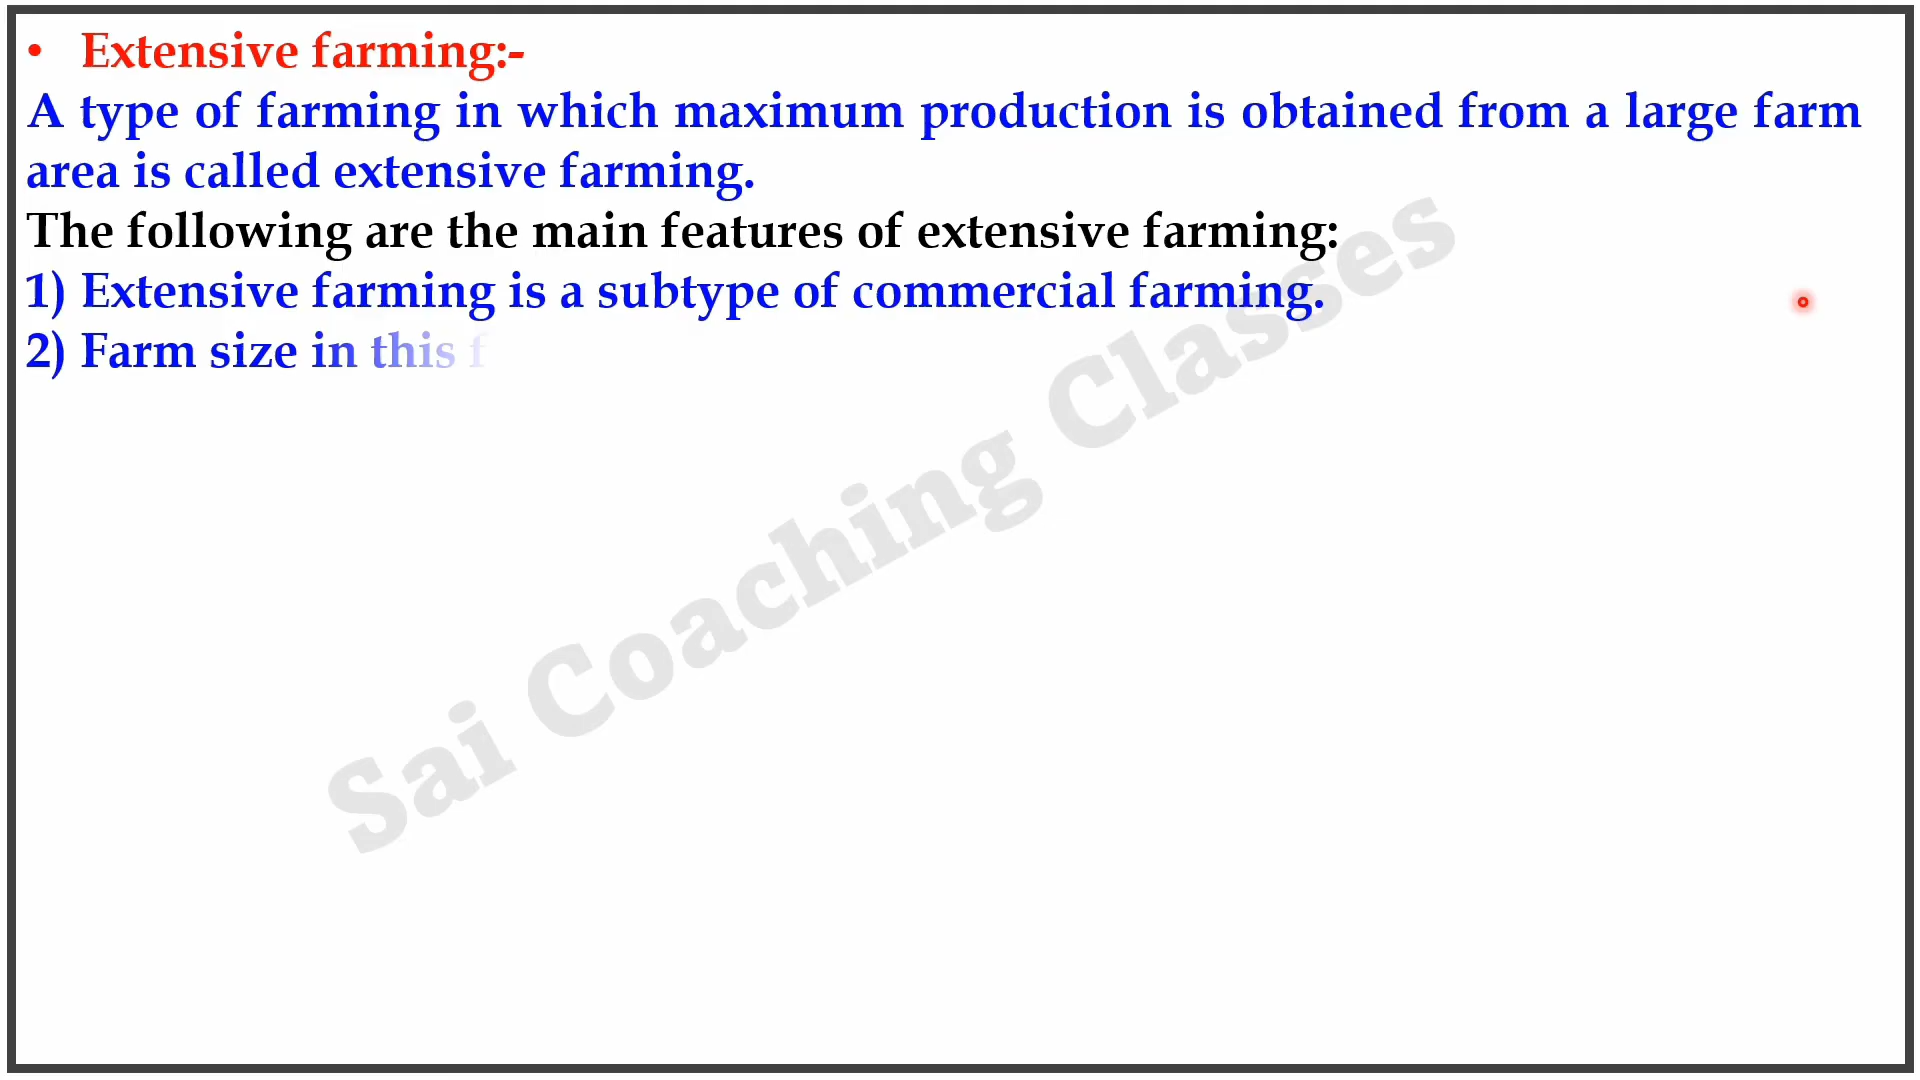 • Extensive farming:-
A type of farming in which maximum production is obtained from a large farm
area is called extensive farming.
The following are the main features of extensive farming:
1) Extensive farming is a subtype of commercial farming.
2) Farm size in this f
Sai Coaching Classes